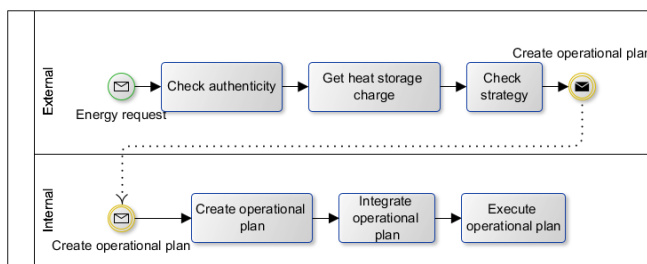 External
Create operational plan
Check authenticity
Get heat storage
charge
Check
strategy
Energy request
Internal
Create operational
plan
Integrate
operational
plan
Execute
operational plan
Create operational plan